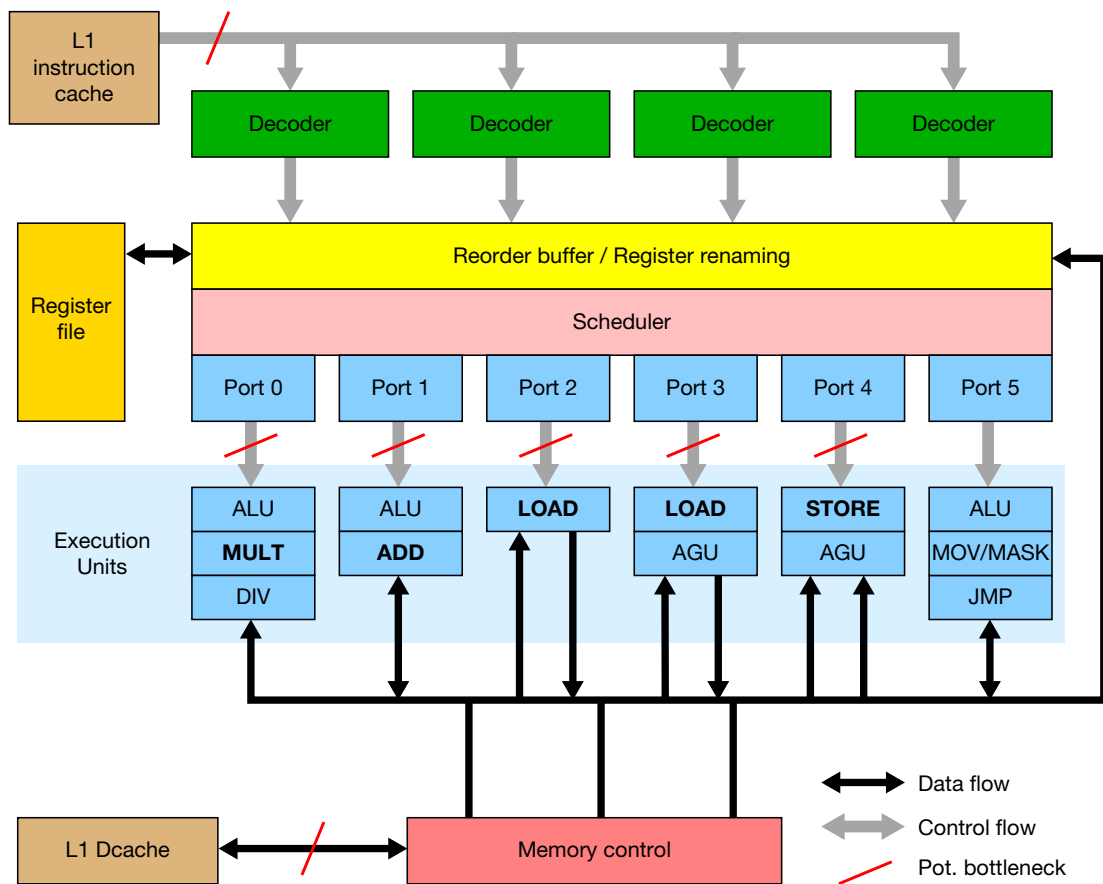 L1
instruction
cache
Decoder
Decoder
Decoder
Decoder
Reorder buffer / Register renaming
Register
file
Scheduler
Port 0
Port 1
Port 2
Port 3
Port 4
Port 5
Execution
Units
ALU
MULT
DIV
ALU
ADD
LOAD
LOAD
AGU
STORE
AGU
ALU
MOV/MASK
JMP
L1 Dcache
Memory control
Data flow
Control flow
Pot. bottleneck